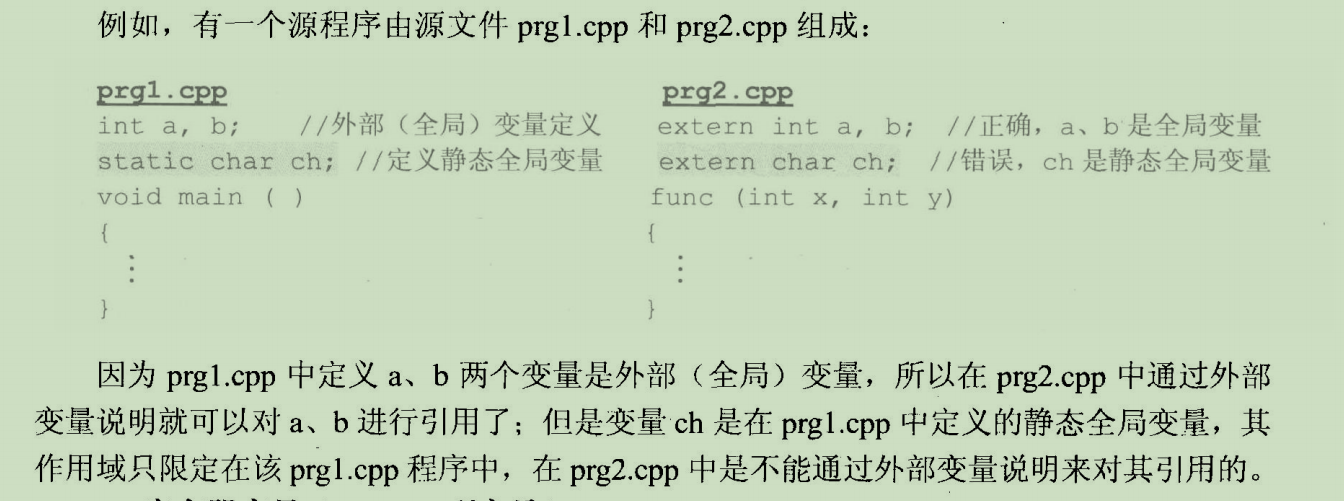 例如，有一个源程序由源文件 prg1.cpp 和 prg2.cpp 组成：
prg1.cpp
int a, b; //外部（全局）变量定义
static char ch; //定义静态全局变量
void main ( )
{
⋮
}
prg2.cpp
extern int a, b; //正确，a、b 是全局变量
extern char ch; //错误，ch 是静态全局变量
func (int x, int y)
{
⋮
}
因为 prg1.cpp 中定义 a、b 两个变量是外部（全局）变量，所以在 prg2.cpp 中通过外部
变量说明就可以对 a、b 进行引用了；但是变量 ch 是在 prg1.cpp 中定义的静态全局变量，其
作用域只限定在该 prg1.cpp 程序中，在 prg2.cpp 中是不能通过外部变量说明来对其引用的。